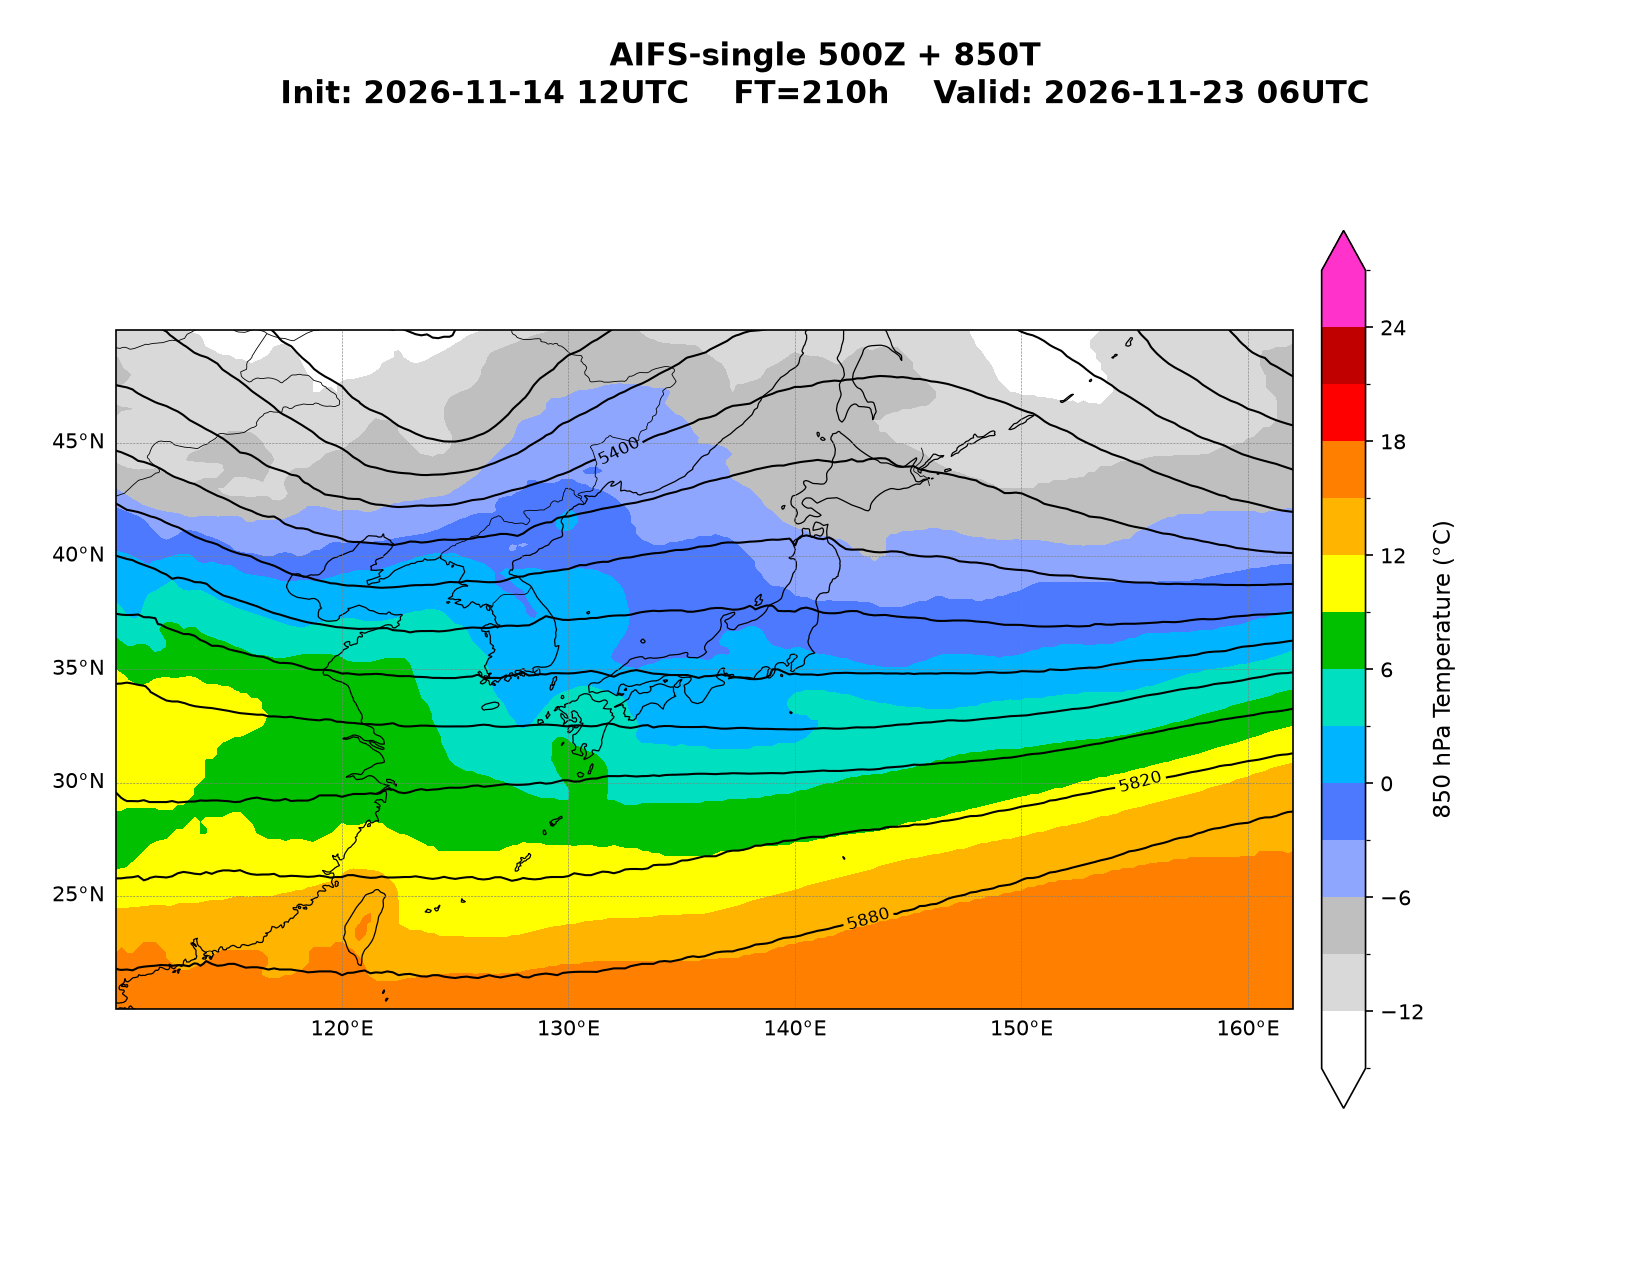 AIFS-single 500Z + 850T
Init: 2026-11-14 12UTC    FT=210h    Valid: 2026-11-23 06UTC
24
18
12
6
0
−6
−12
850 hPa Temperature (°C)
45°N
40°N
35°N
30°N
25°N
5400
5820
5880
120°E
130°E
140°E
150°E
160°E